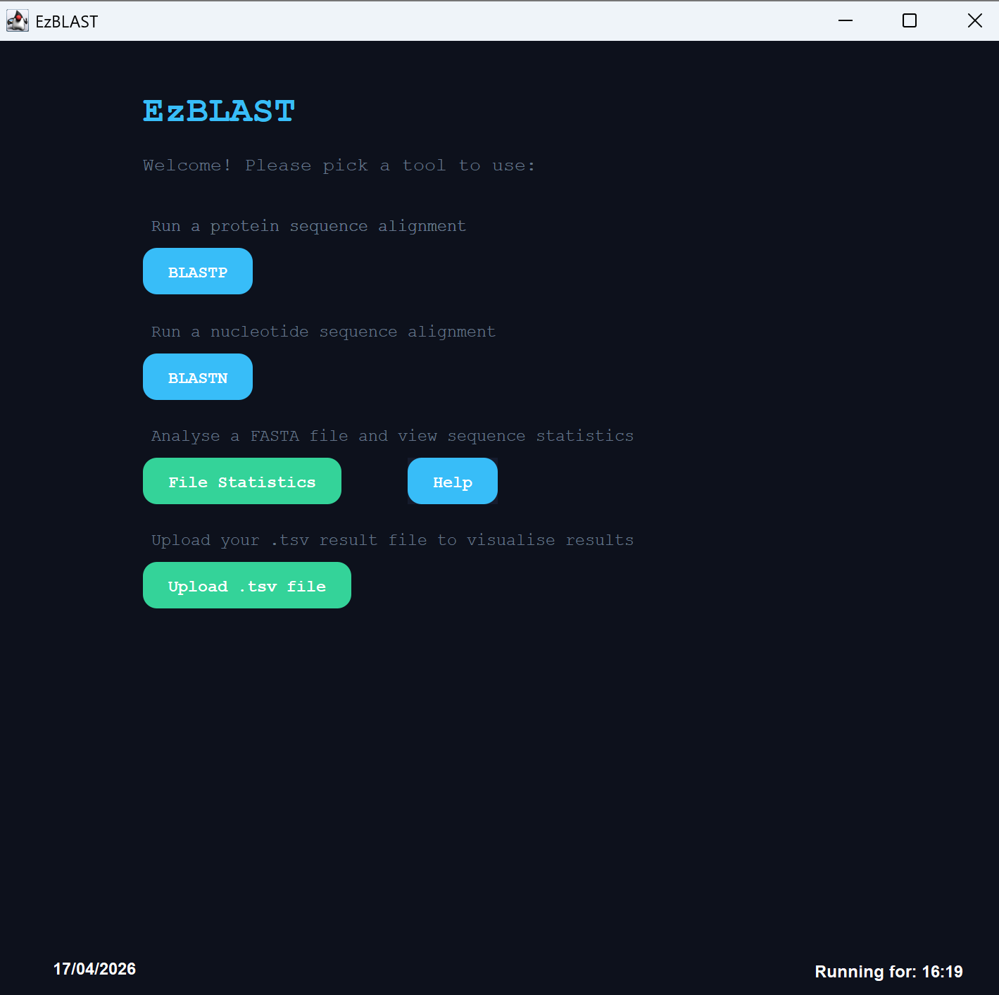 EzBLAST
EzBLAST
Welcome! Please pick a tool to use:
Run a protein sequence alignment
BLASTP
Run a nucleotide sequence alignment
BLASTN
Analyse a FASTA file and view sequence statistics
File Statistics
Help
Upload your .tsv result file to visualise results
Upload .tsv file
17/04/2026
Running for: 16:19